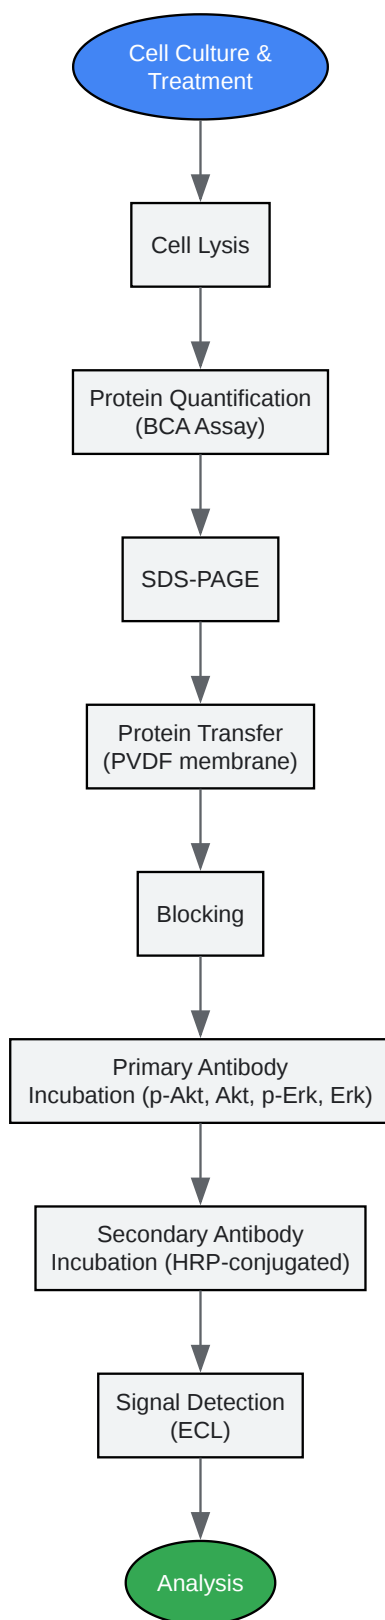 Cell Culture &
Treatment
Cell Lysis
Protein Quantification
(BCA Assay)
SDS-PAGE
Protein Transfer
(PVDF membrane)
Blocking
Primary Antibody
Incubation (p-Akt, Akt, p-Erk, Erk)
Secondary Antibody
Incubation (HRP-conjugated)
Signal Detection
(ECL)
Analysis